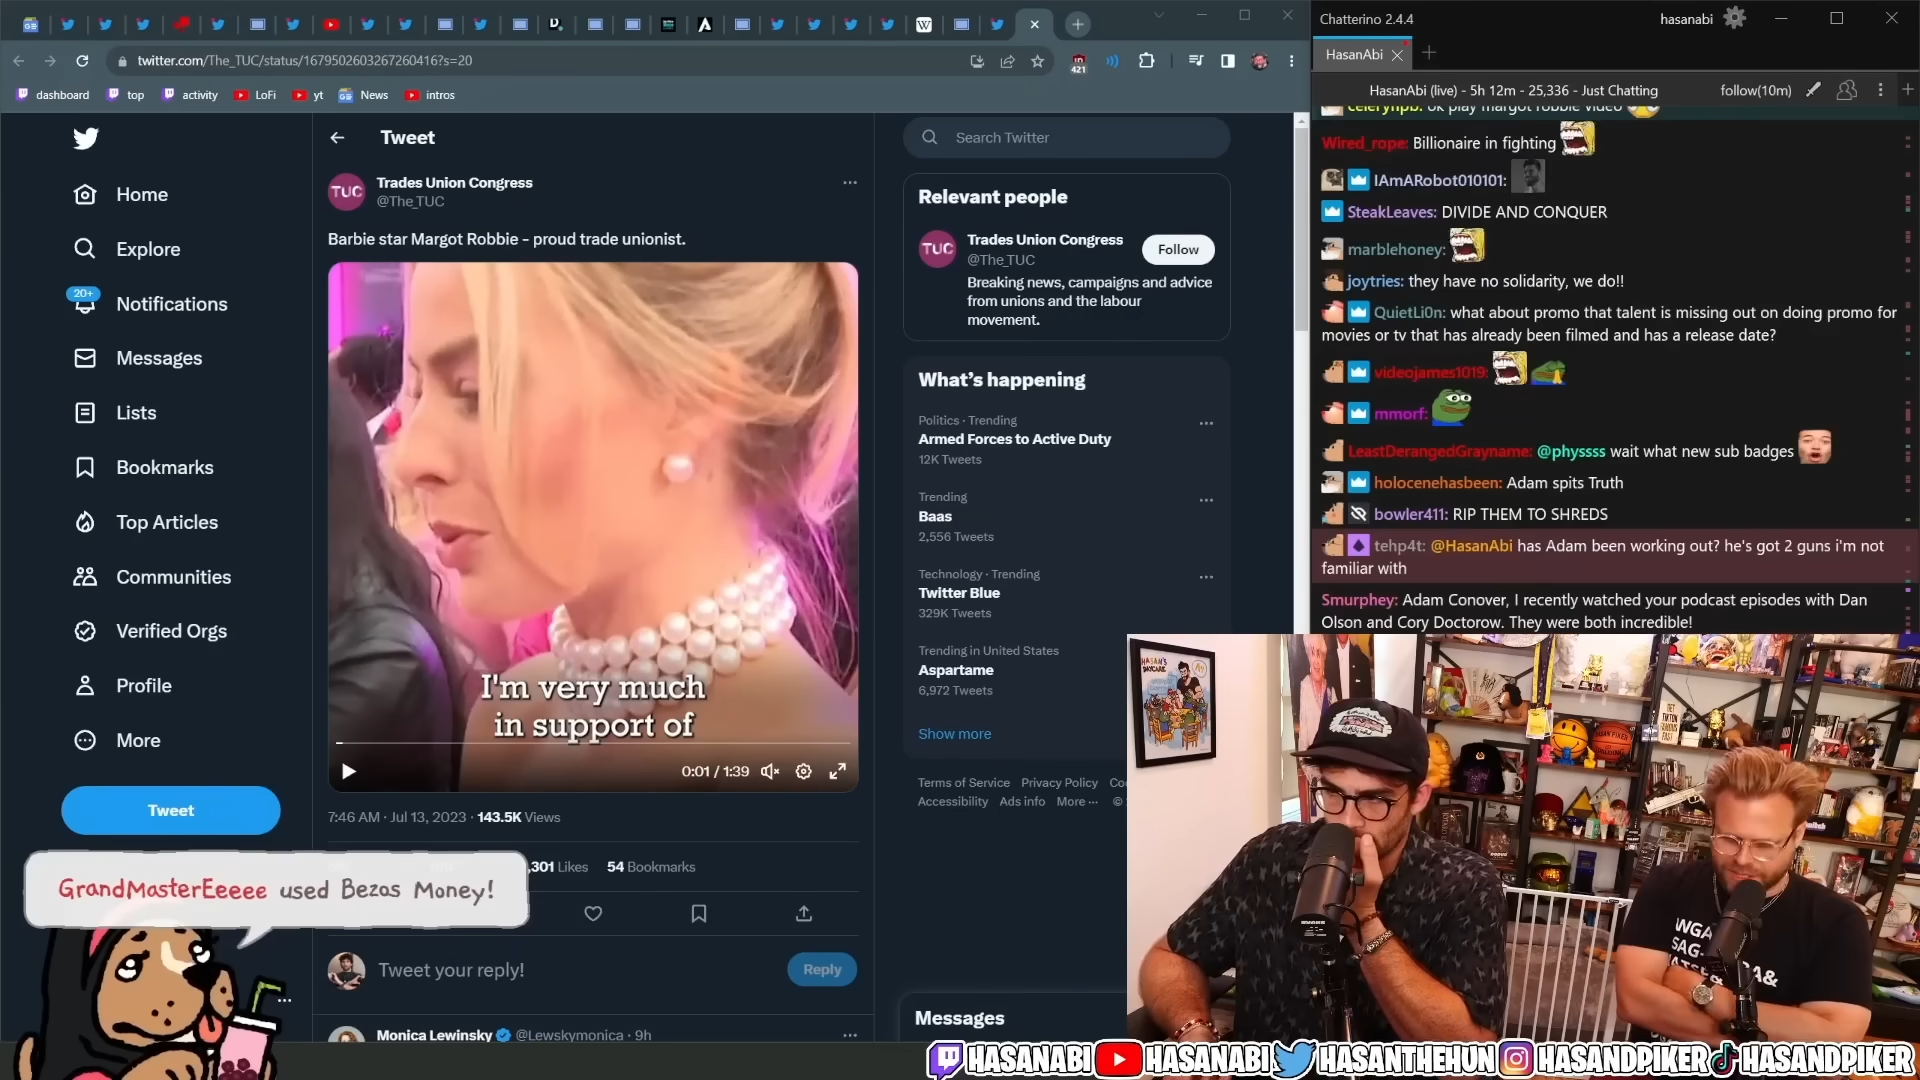 twitter.com/The_TUC/status/1679502603267260416?s=20
421
dashboard
top
activity
LoFi
yt
News
intros
Home
Explore
20+
Notifications
Messages
Lists
Bookmarks
Top Articles
Communities
Verified Orgs
Profile
More
Tweet
Tweet
TUC
Trades Union Congress
@The_TUC
Barbie star Margot Robbie - proud trade unionist.
I'm very much
in support of
0:01 / 1:39
7:46 AM · Jul 13, 2023 · 143.5K Views
,301 Likes 54 Bookmarks
GrandMasterEeeee used Bezos Money!
Tweet your reply!
Reply
Monica Lewinsky @Lewskymonica · 9h
Search Twitter
Relevant people
TUC
Trades Union Congress
@The_TUC
Follow
Breaking news, campaigns and advice
from unions and the labour
movement.
What's happening
Politics · Trending
Armed Forces to Active Duty
12K Tweets
Trending
Baas
2,556 Tweets
Technology · Trending
Twitter Blue
329K Tweets
Trending in United States
Aspartame
6,972 Tweets
Show more
Terms of Service Privacy Policy
Accessibility Ads info More ··· ©
Messages
Chatterino 2.4.4
hasanabi
HasanAbi
HasanAbi (live) - 5h 12m - 25,336 - Just Chatting
follow(10m)
celeryhpb: ok play margot robbie video
Wired_rope: Billionaire in fighting
IAmARobot010101:
SteakLeaves: DIVIDE AND CONQUER
marblehoney:
joytries: they have no solidarity, we do!!
QuietLi0n: what about promo that talent is missing out on doing promo for
movies or tv that has already been filmed and has a release date?
videojames1019:
mmorf:
LeastDerangedGrayname: @physsss wait what new sub badges
holocenehasbeen: Adam spits Truth
bowler411: RIP THEM TO SHREDS
tehp4t: @HasanAbi has Adam been working out? he's got 2 guns i'm not
familiar with
Smurphey: Adam Conover, I recently watched your podcast episodes with Dan
Olson and Cory Doctorow. They were both incredible!
HASANABI HASANABI HASANTHEHUN HASANDPIKER HASANDPIKER